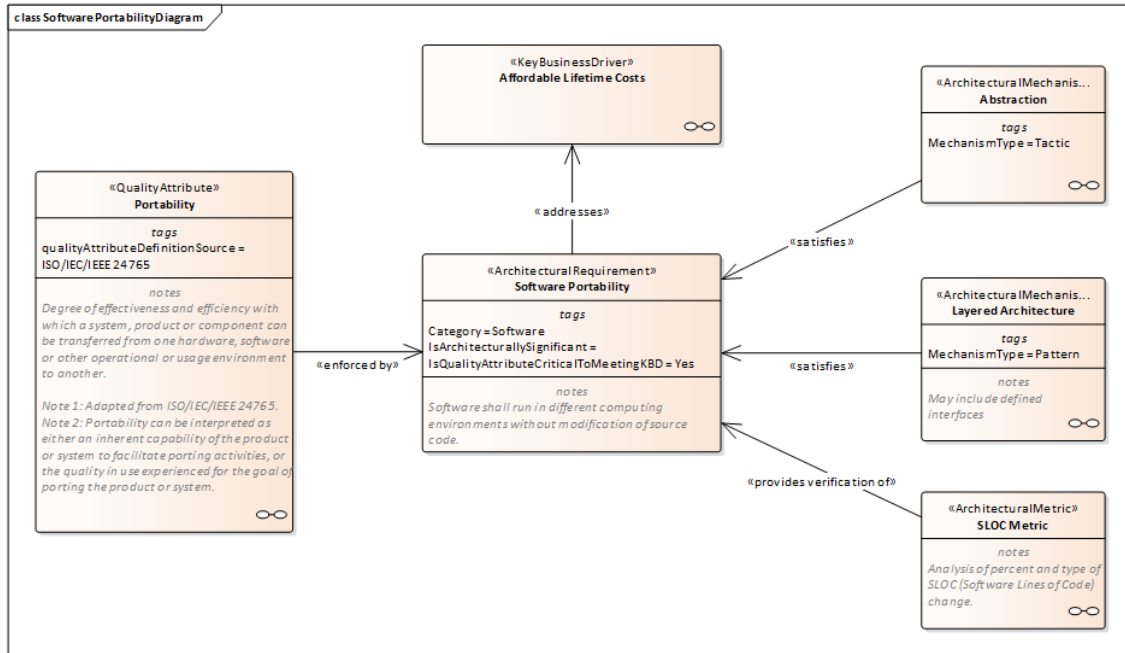 class SoftwarePortabilityDiagram
«KeyBusinessDriver»
Affordable Lifetime Costs
«ArchitecturalMechanis...
Abstraction
tags
MechanismType = Tactic
«QualityAttribute»
Portability
tags
qualityAttributeDefinitionSource =
ISO/IEC/IEEE 24765
notes
Degree of effectiveness and efficiency with
which a system, product or component can
be transferred from one hardware, software
or other operational or usage environment
to another.
Note 1: Adapted from ISO/IEC/IEEE 24765.
Note 2: Portability can be interpreted as
either an inherent capability of the product
or system to facilitate porting activities, or
the quality in use experienced for the goal of
porting the product or system.
«addresses»
«satisfies»
«ArchitecturalRequirement»
Software Portability
tags
Category = Software
IsArchitecturallySignificant =
IsQualityAttributeCriticalToMeetingKBD = Yes
notes
Software shall run in different computing
environments without modification of source
code.
«enforced by»
«ArchitecturalMechanis...
Layered Architecture
tags
MechanismType = Pattern
notes
May include defined
interfaces
«satisfies»
«provides verification of»
«ArchitecturalMetric»
SLOC Metric
notes
Analysis of percent and type of
SLOC (Software Lines of Code)
change.